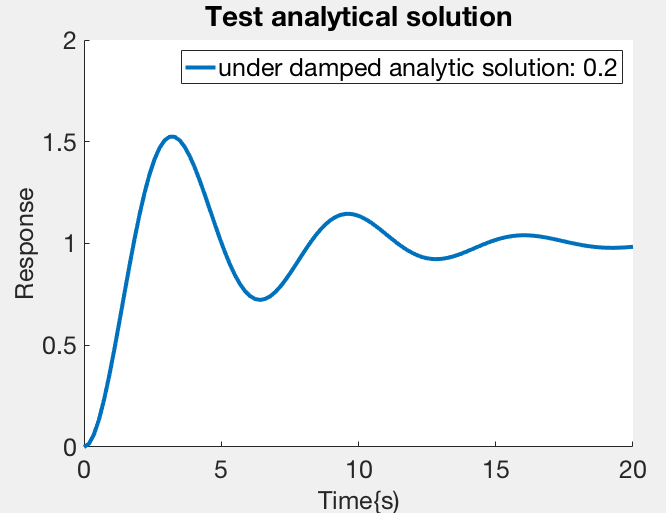 Test analytical solution
2
under damped analytic solution: 0.2
1.5
Response
1
0.5
0
0 5 10 15 20
Time{s)